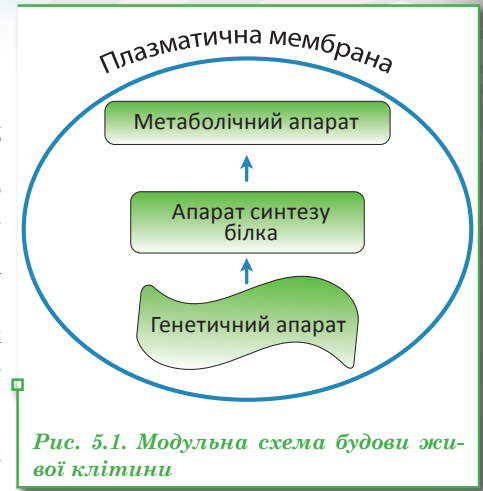 Плазматична мембрана
Метаболічний апарат
Апарат синтезу
білка
Генетичний апарат
Рис. 5.1. Модульна схема будови жи-
вої клітини